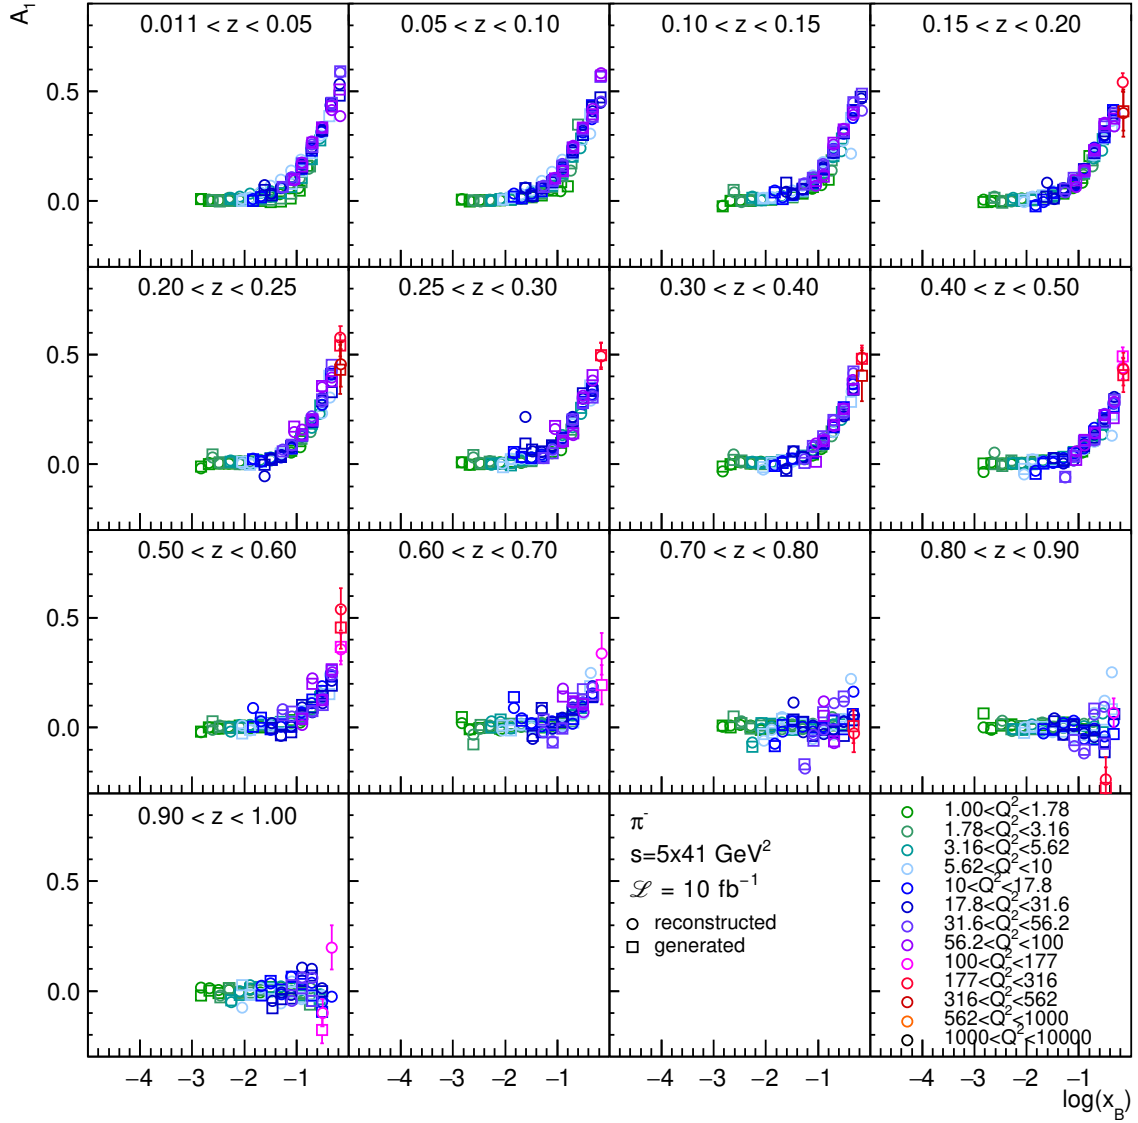 A₁
0.011 < z < 0.05
0.05 < z < 0.10
0.10 < z < 0.15
0.15 < z < 0.20
0.5
0.0
0.20 < z < 0.25
0.25 < z < 0.30
0.30 < z < 0.40
0.40 < z < 0.50
0.5
0.0
0.50 < z < 0.60
0.60 < z < 0.70
0.70 < z < 0.80
0.80 < z < 0.90
0.5
0.0
0.90 < z < 1.00
0.5
0.0
π⁻
s=5x41 GeV²
ℒ = 10 fb⁻¹
reconstructed
generated
1.00<Q²<1.78
1.78<Q²<3.16
3.16<Q²<5.62
5.62<Q²<10
10<Q²<17.8
17.8<Q²<31.6
31.6<Q²<56.2
56.2<Q²<100
100<Q²<177
177<Q²<316
316<Q²<562
562<Q²<1000
1000<Q²<10000
−4 −3 −2 −1 −4 −3 −2 −1 −4 −3 −2 −1 −4 −3 −2 −1
log(x_B)